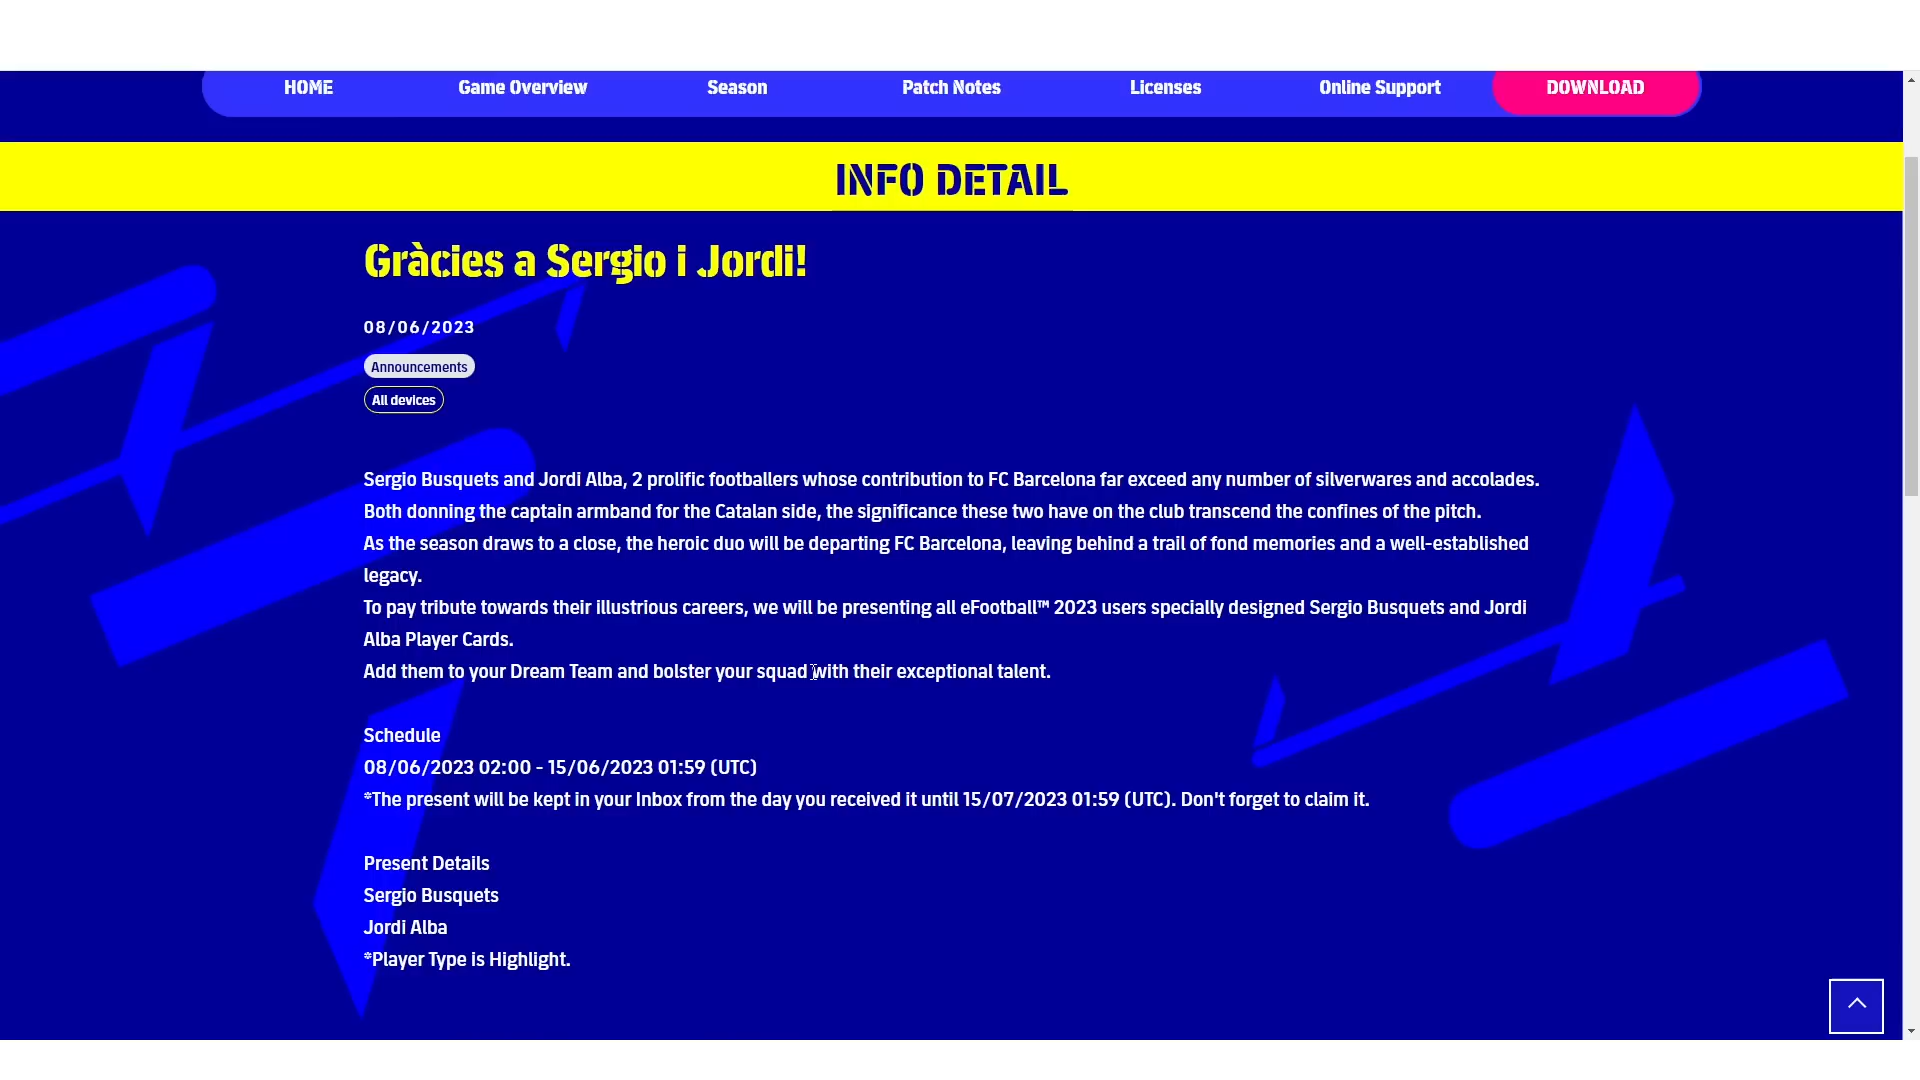 HOME Game Overview Season Patch Notes Licenses Online Support DOWNLOAD
INFO DETAIL
Gràcies a Sergio i Jordi!
08/06/2023
Announcements
All devices
Sergio Busquets and Jordi Alba, 2 prolific footballers whose contribution to FC Barcelona far exceed any number of silverwares and accolades.
Both donning the captain armband for the Catalan side, the significance these two have on the club transcend the confines of the pitch.
As the season draws to a close, the heroic duo will be departing FC Barcelona, leaving behind a trail of fond memories and a well-established
legacy.
To pay tribute towards their illustrious careers, we will be presenting all eFootball™ 2023 users specially designed Sergio Busquets and Jordi
Alba Player Cards.
Add them to your Dream Team and bolster your squad with their exceptional talent.
Schedule
08/06/2023 02:00 - 15/06/2023 01:59 (UTC)
*The present will be kept in your Inbox from the day you received it until 15/07/2023 01:59 (UTC). Don't forget to claim it.
Present Details
Sergio Busquets
Jordi Alba
*Player Type is Highlight.